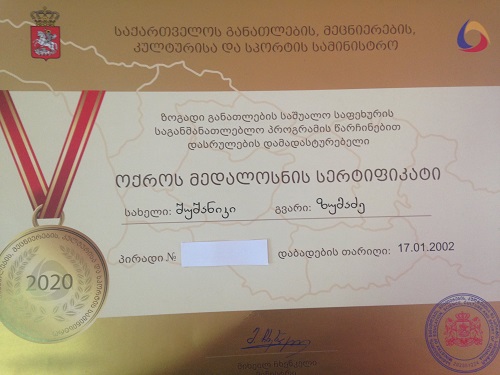 საქართველოს განათლების, მეცნიერების,
კულტურისა და სპორტის სამინისტრო
ზოგადი განათლების საშუალო საფეხურის
საგანმანათლებლო პროგრამის წარჩინებით
დასრულების დამადასტურებელი
ოქროს მედალოსნის სერტიფიკატი
სახელი: შუშანიკი გვარი: ზუმაძე
პირადი № დაბადების თარიღი: 17.01.2002
2020